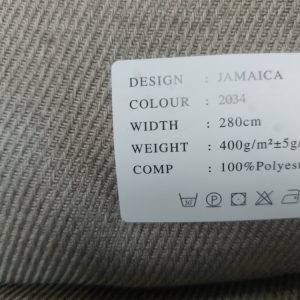 DESIGN : JAMAICA
COLOUR : 2034
WIDTH : 280cm
WEIGHT : 400g/m²±5g/
COMP : 100%Polyest